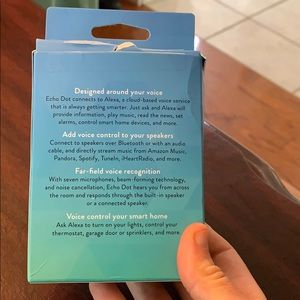 Designed around your voice
Echo Dot connects to Alexa, a cloud-based voice service
that is always getting smarter. Just ask and Alexa will
provide information, play music, read the news, set
alarms, control smart home devices, and more.
Add voice control to your speakers
Connect to speakers over Bluetooth or with an audio
cable, and directly stream music from Amazon Music,
Pandora, Spotify, TuneIn, iHeartRadio, and more.
Far-field voice recognition
With seven microphones, beam-forming technology,
and noise cancellation, Echo Dot hears you from across
the room and responds through the built-in speaker
or a connected speaker.
Voice control your smart home
Ask Alexa to turn on your lights, control your
thermostat, garage door or sprinklers, and more.